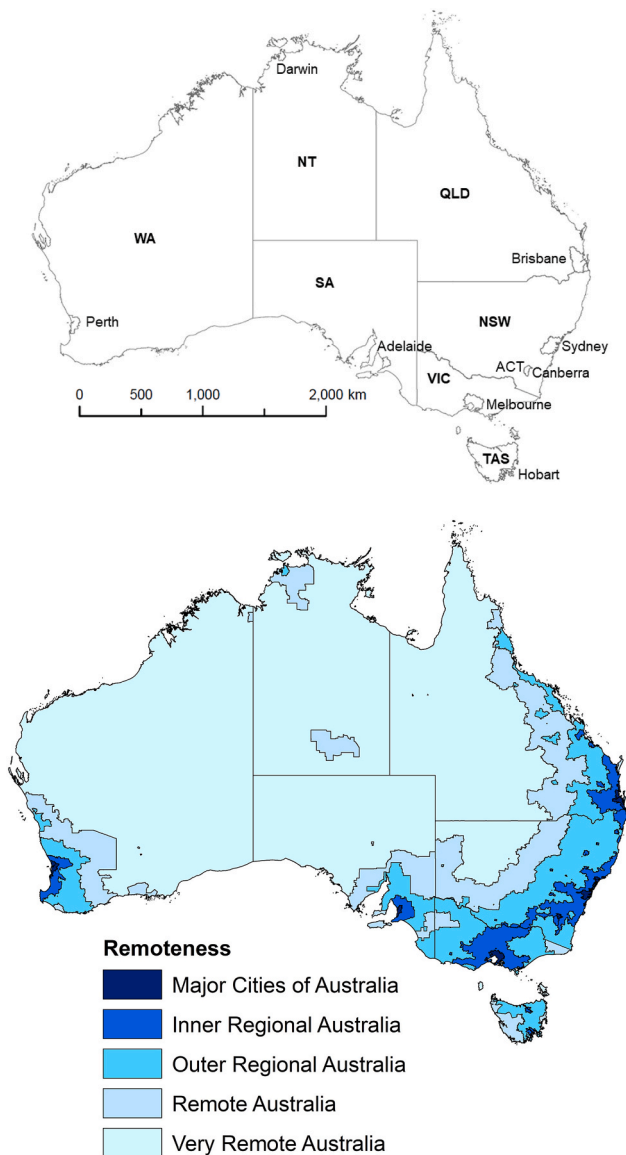 Darwin
NT
QLD
WA
Brisbane
SA
Perth
NSW
Adelaide
Sydney
ACT
Canberra
VIC
Melbourne
0 500 1,000 2,000 km
TAS
Hobart
Remoteness
Major Cities of Australia
Inner Regional Australia
Outer Regional Australia
Remote Australia
Very Remote Australia